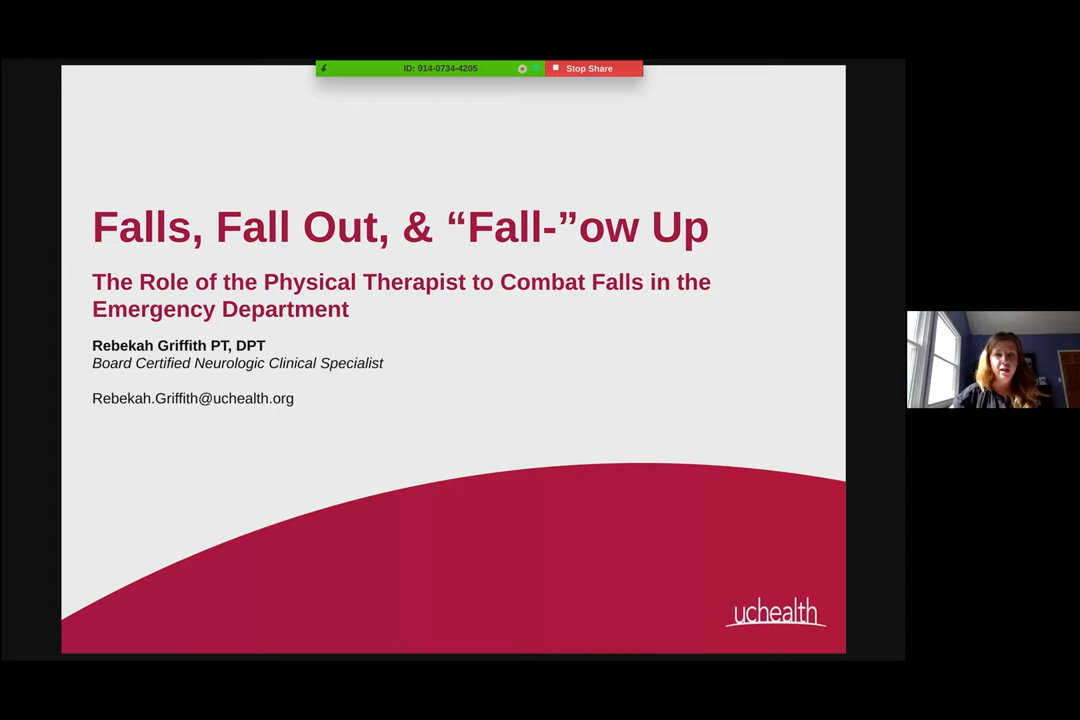 ID: 914-0734-4205
Stop Share
Falls, Fall Out, & “Fall-”ow Up
The Role of the Physical Therapist to Combat Falls in the
Emergency Department
Rebekah Griffith PT, DPT
Board Certified Neurologic Clinical Specialist
Rebekah.Griffith@uchealth.org
uchealth